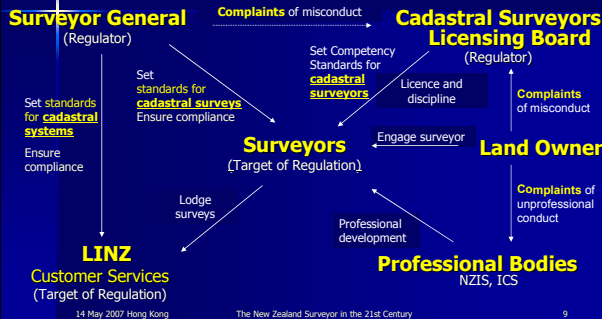 Surveyor General
(Regulator)
Complaints of misconduct
Cadastral Surveyors
Licensing Board
(Regulator)
Set standards
for cadastral
systems
Ensure
compliance
Set
standards for
cadastral surveys
Ensure compliance
Set Competency
Standards for
cadastral
surveyors
Licence and
discipline
Complaints
of misconduct
Surveyors
(Target of Regulation)
Engage surveyor
Land Owner
Lodge
surveys
Professional
development
Complaints of
unprofessional
conduct
LINZ
Customer Services
(Target of Regulation)
Professional Bodies
NZIS, ICS
14 May 2007 Hong Kong
The New Zealand Surveyor in the 21st Century
9